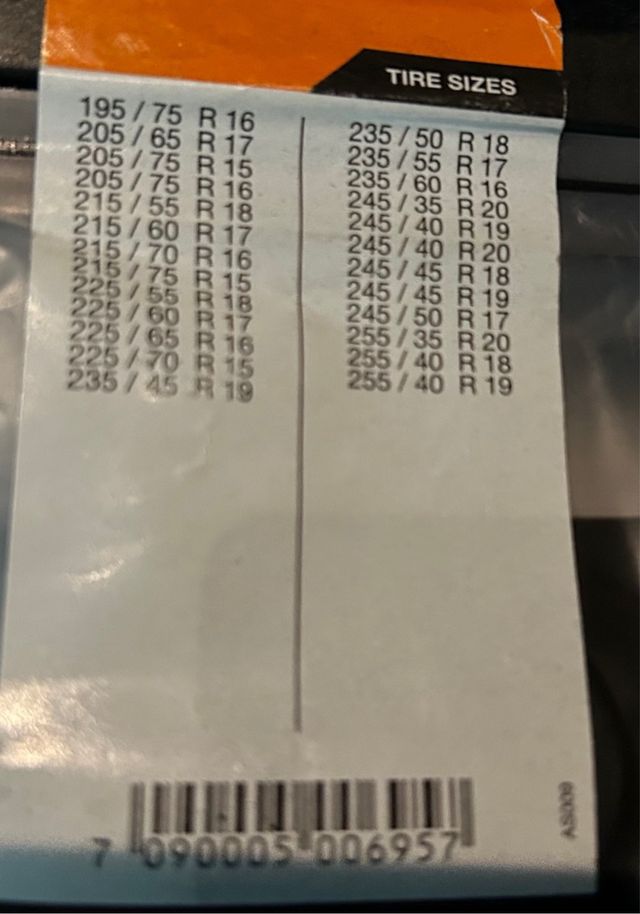 TIRE SIZES
195 / 75 R 16
205 / 65 R 17
205 / 75 R 15
205 / 75 R 16
215 / 55 R 18
215 / 60 R 17
215 / 70 R 16
215 / 75 R 15
225 / 55 R 18
225 / 60 R 17
225 / 65 R 16
225 / 70 R 15
235 / 45 R 19
235 / 50 R 18
235 / 55 R 17
235 / 60 R 16
245 / 35 R 20
245 / 40 R 19
245 / 40 R 20
245 / 45 R 18
245 / 45 R 19
245 / 50 R 17
255 / 35 R 20
255 / 40 R 18
255 / 40 R 19
7 090005 006957